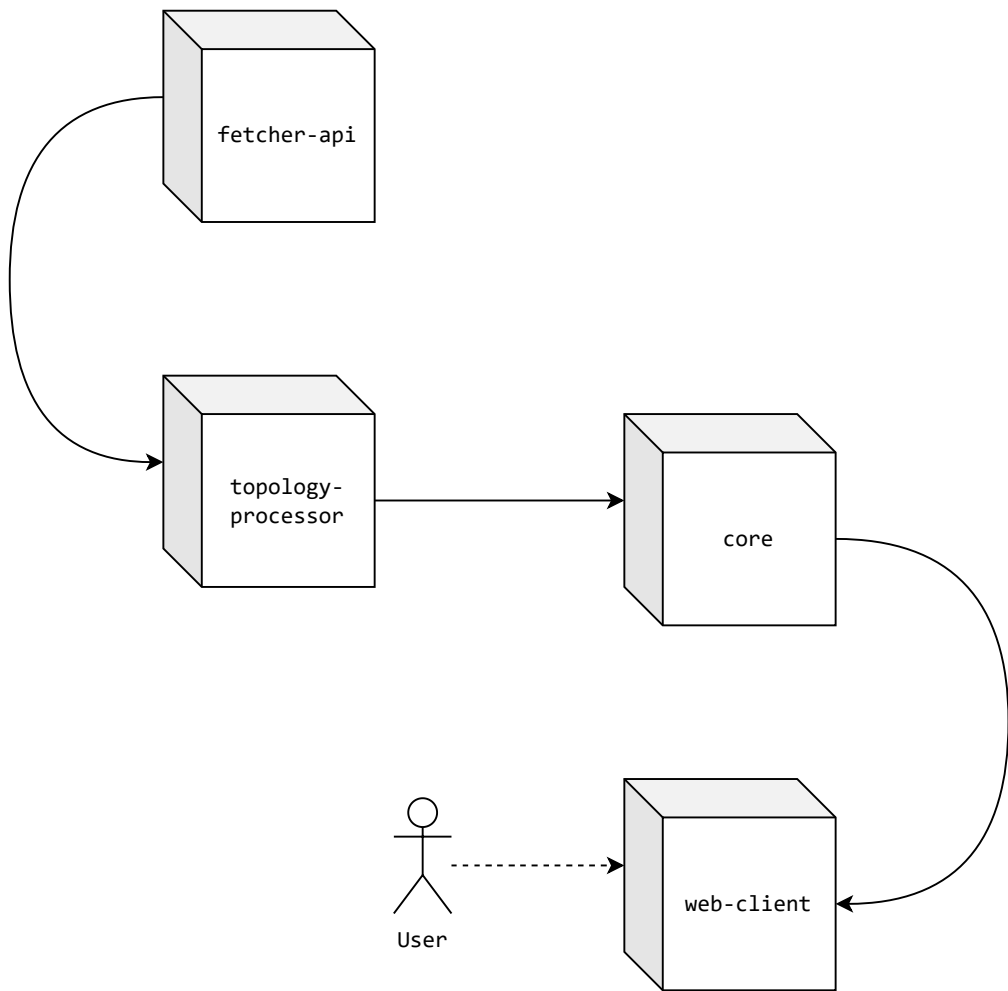 fetcher-api
topology-
processor
core
web-client
User